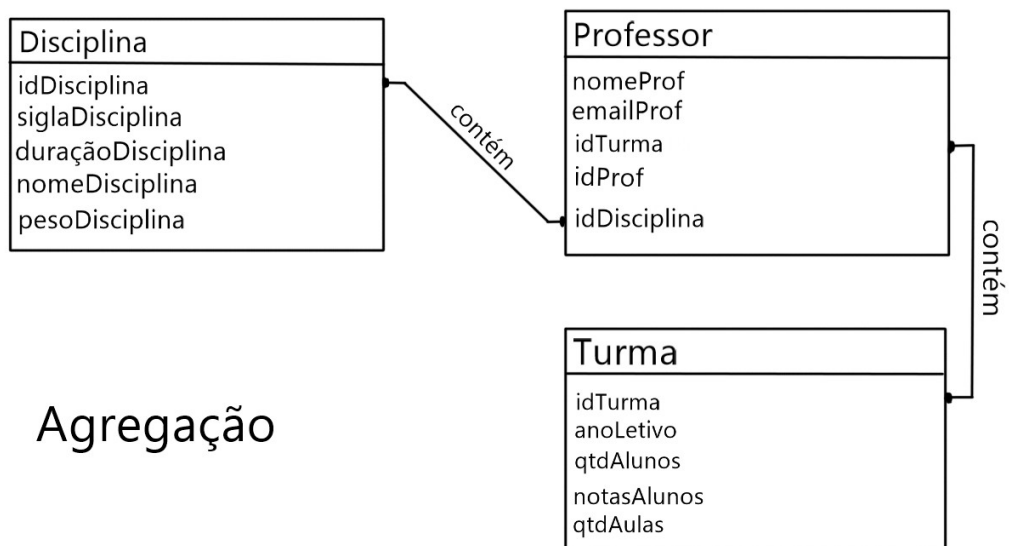 Disciplina
idDisciplina
siglaDisciplina
duraçãoDisciplina
nomeDisciplina
pesoDisciplina
contém
Professor
nomeProf
emailProf
idTurma
idProf
idDisciplina
contém
Turma
idTurma
anoLetivo
qtdAlunos
notasAlunos
qtdAulas
Agregação